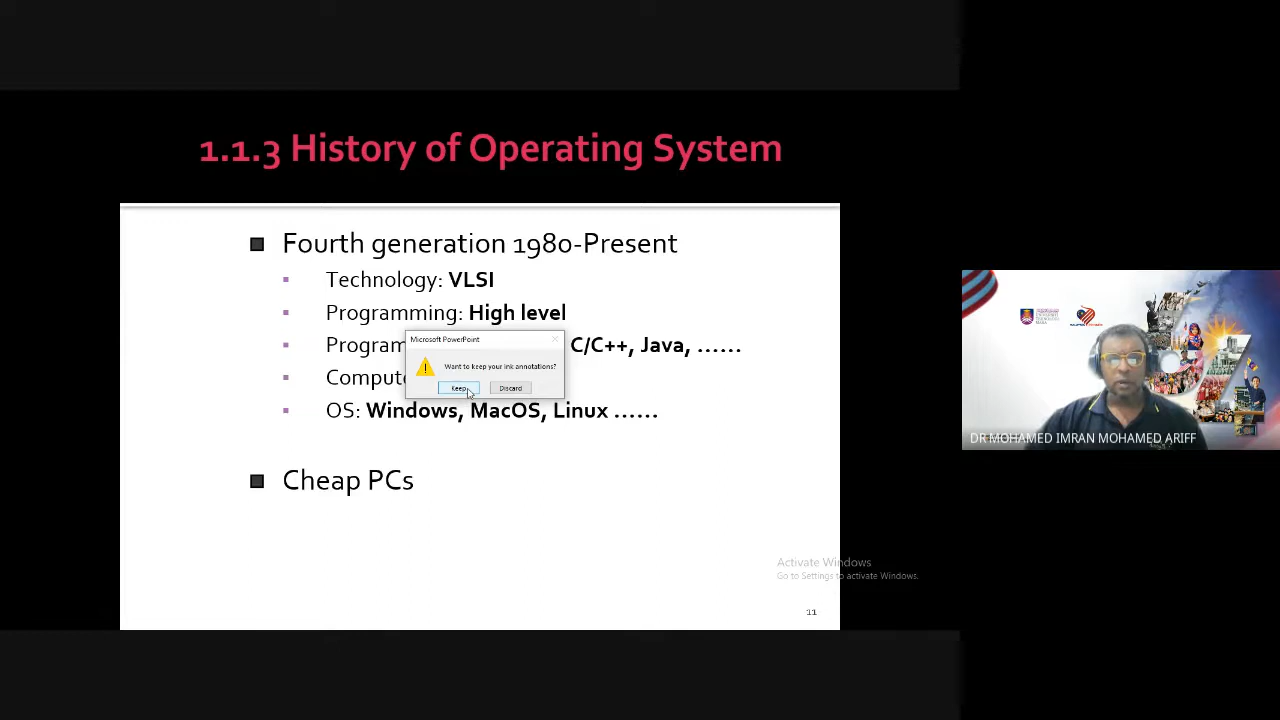 1.1.3 History of Operating System
Fourth generation 1980-Present
Technology: VLSI
Programming: High level
Program
C/C++, Java, ......
Compute
OS: Windows, MacOS, Linux ......
Cheap PCs
Microsoft PowerPoint
Want to keep your ink annotations?
Keep
Discard
Activate Windows
Go to Settings to activate Windows.
11
DR MOHAMED IMRAN MOHAMED ARIFF